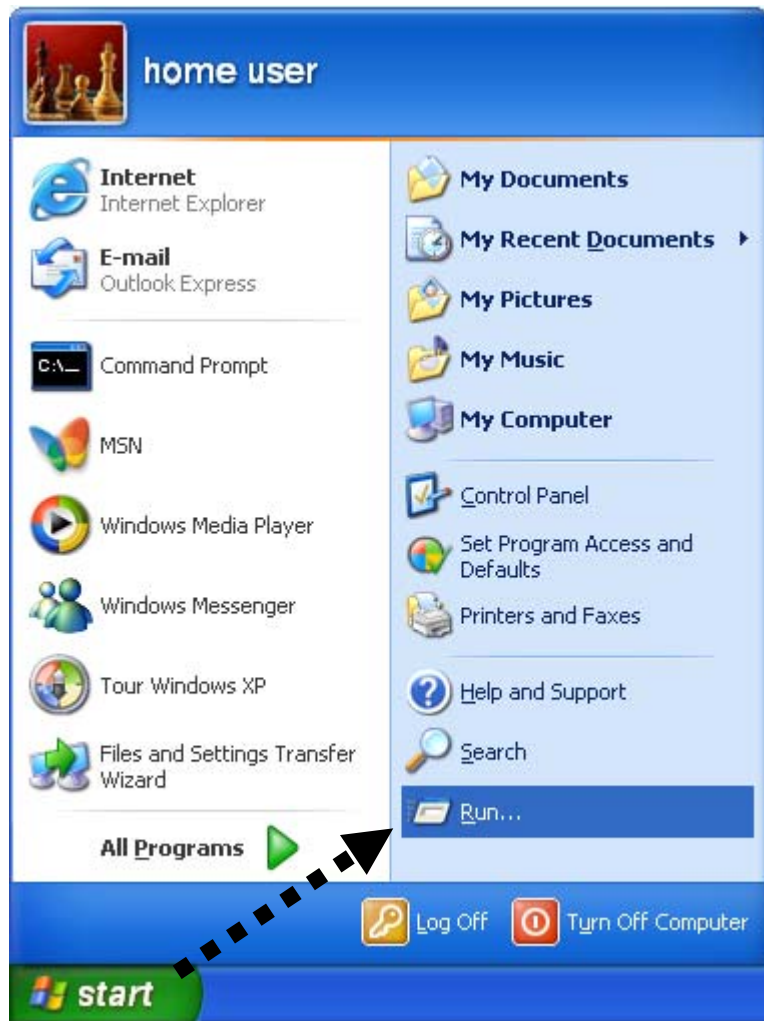 home user
Internet
Internet Explorer
E-mail
Outlook Express
C:\_
Command Prompt
MSN
Windows Media Player
Windows Messenger
Tour Windows XP
Files and Settings Transfer
Wizard
All Programs
My Documents
My Recent Documents
My Pictures
My Music
My Computer
Control Panel
Set Program Access and
Defaults
Printers and Faxes
Help and Support
Search
Run...
Log Off
Turn Off Computer
start